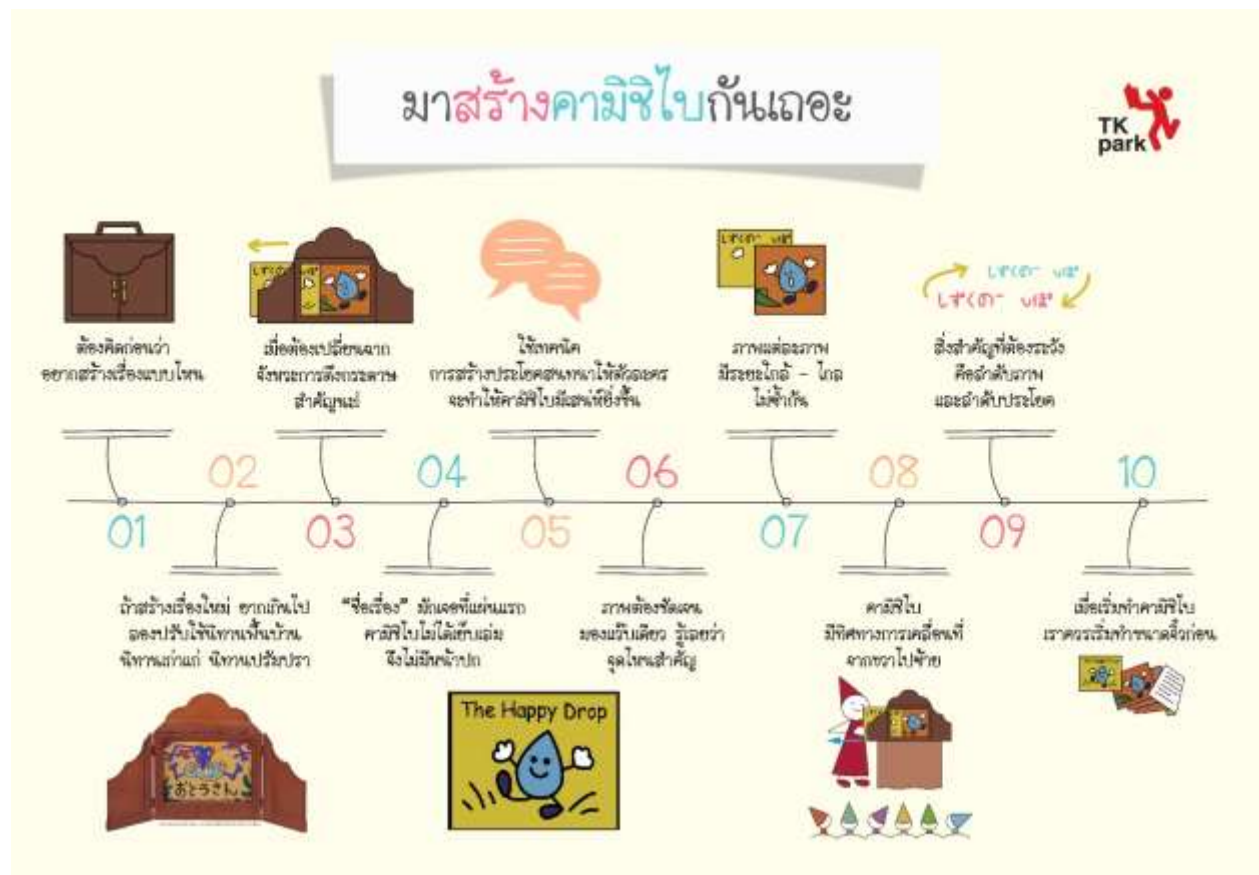 มาสร้างคามิชิไบกันเถอะ
TK
park
ต้องคิดก่อนว่า
อยากสร้างเรื่องแบบไหน
01
02
ถ้าสร้างเรื่องใหม่ ยากเกินไป
ลองปรับใช้นิทานพื้นบ้าน
นิทานเก่าแก่ นิทานปรัมปรา
おとうさん
เมื่อต้องเปลี่ยนฉาก
จังหวะการดึงกระดาษ
สำคัญนะ!
03
04
"ชื่อเรื่อง" มักเจอที่แผ่นแรก
คามิชิไบไม่ได้เย็บเล่ม
จึงไม่มีหน้าปก
The Happy Drop
ใช้เทคนิค
การสร้างประโยคสนทนาให้ตัวละคร
จะทำให้คามิชิไบมีเสน่ห์ยิ่งขึ้น
05
06
ภาพต้องชัดเจน
มองแว๊บเดียว รู้เลยว่า
จุดไหนสำคัญ
ภาพแต่ละภาพ
มีระยะใกล้ - ไกล
ไม่ซ้ำกัน
07
08
คามิชิไบ
มีทิศทางการเคลื่อนที่
จากขวาไปซ้าย
สิ่งสำคัญที่ต้องระวัง
คือลำดับภาพ
และลำดับประโยค
09
10
เมื่อเริ่มทำคามิชิไบ
เราควรเริ่มทำขนาดจิ๋วก่อน